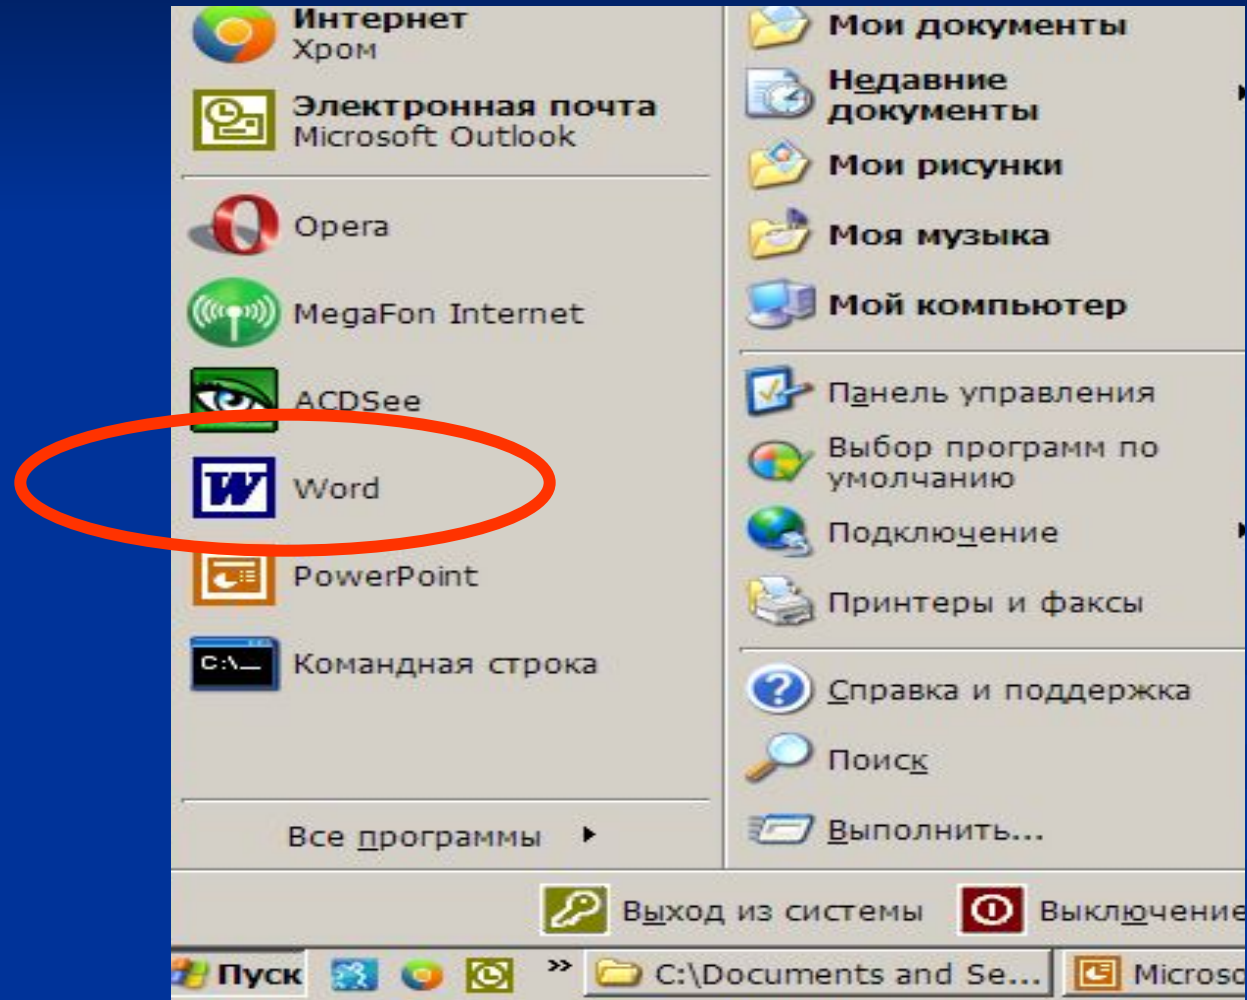 Интернет
Хром
Электронная почта
Microsoft Outlook
Opera
MegaFon Internet
ACDSee
Word
PowerPoint
C:\_
Командная строка
Все программы
Мои документы
Недавние
документы
Мои рисунки
Моя музыка
Мой компьютер
Панель управления
Выбор программ по
умолчанию
Подключение
Принтеры и факсы
Справка и поддержка
Поиск
Выполнить...
Выход из системы
Выключение
Пуск
»
C:\Documents and Se...
Microso